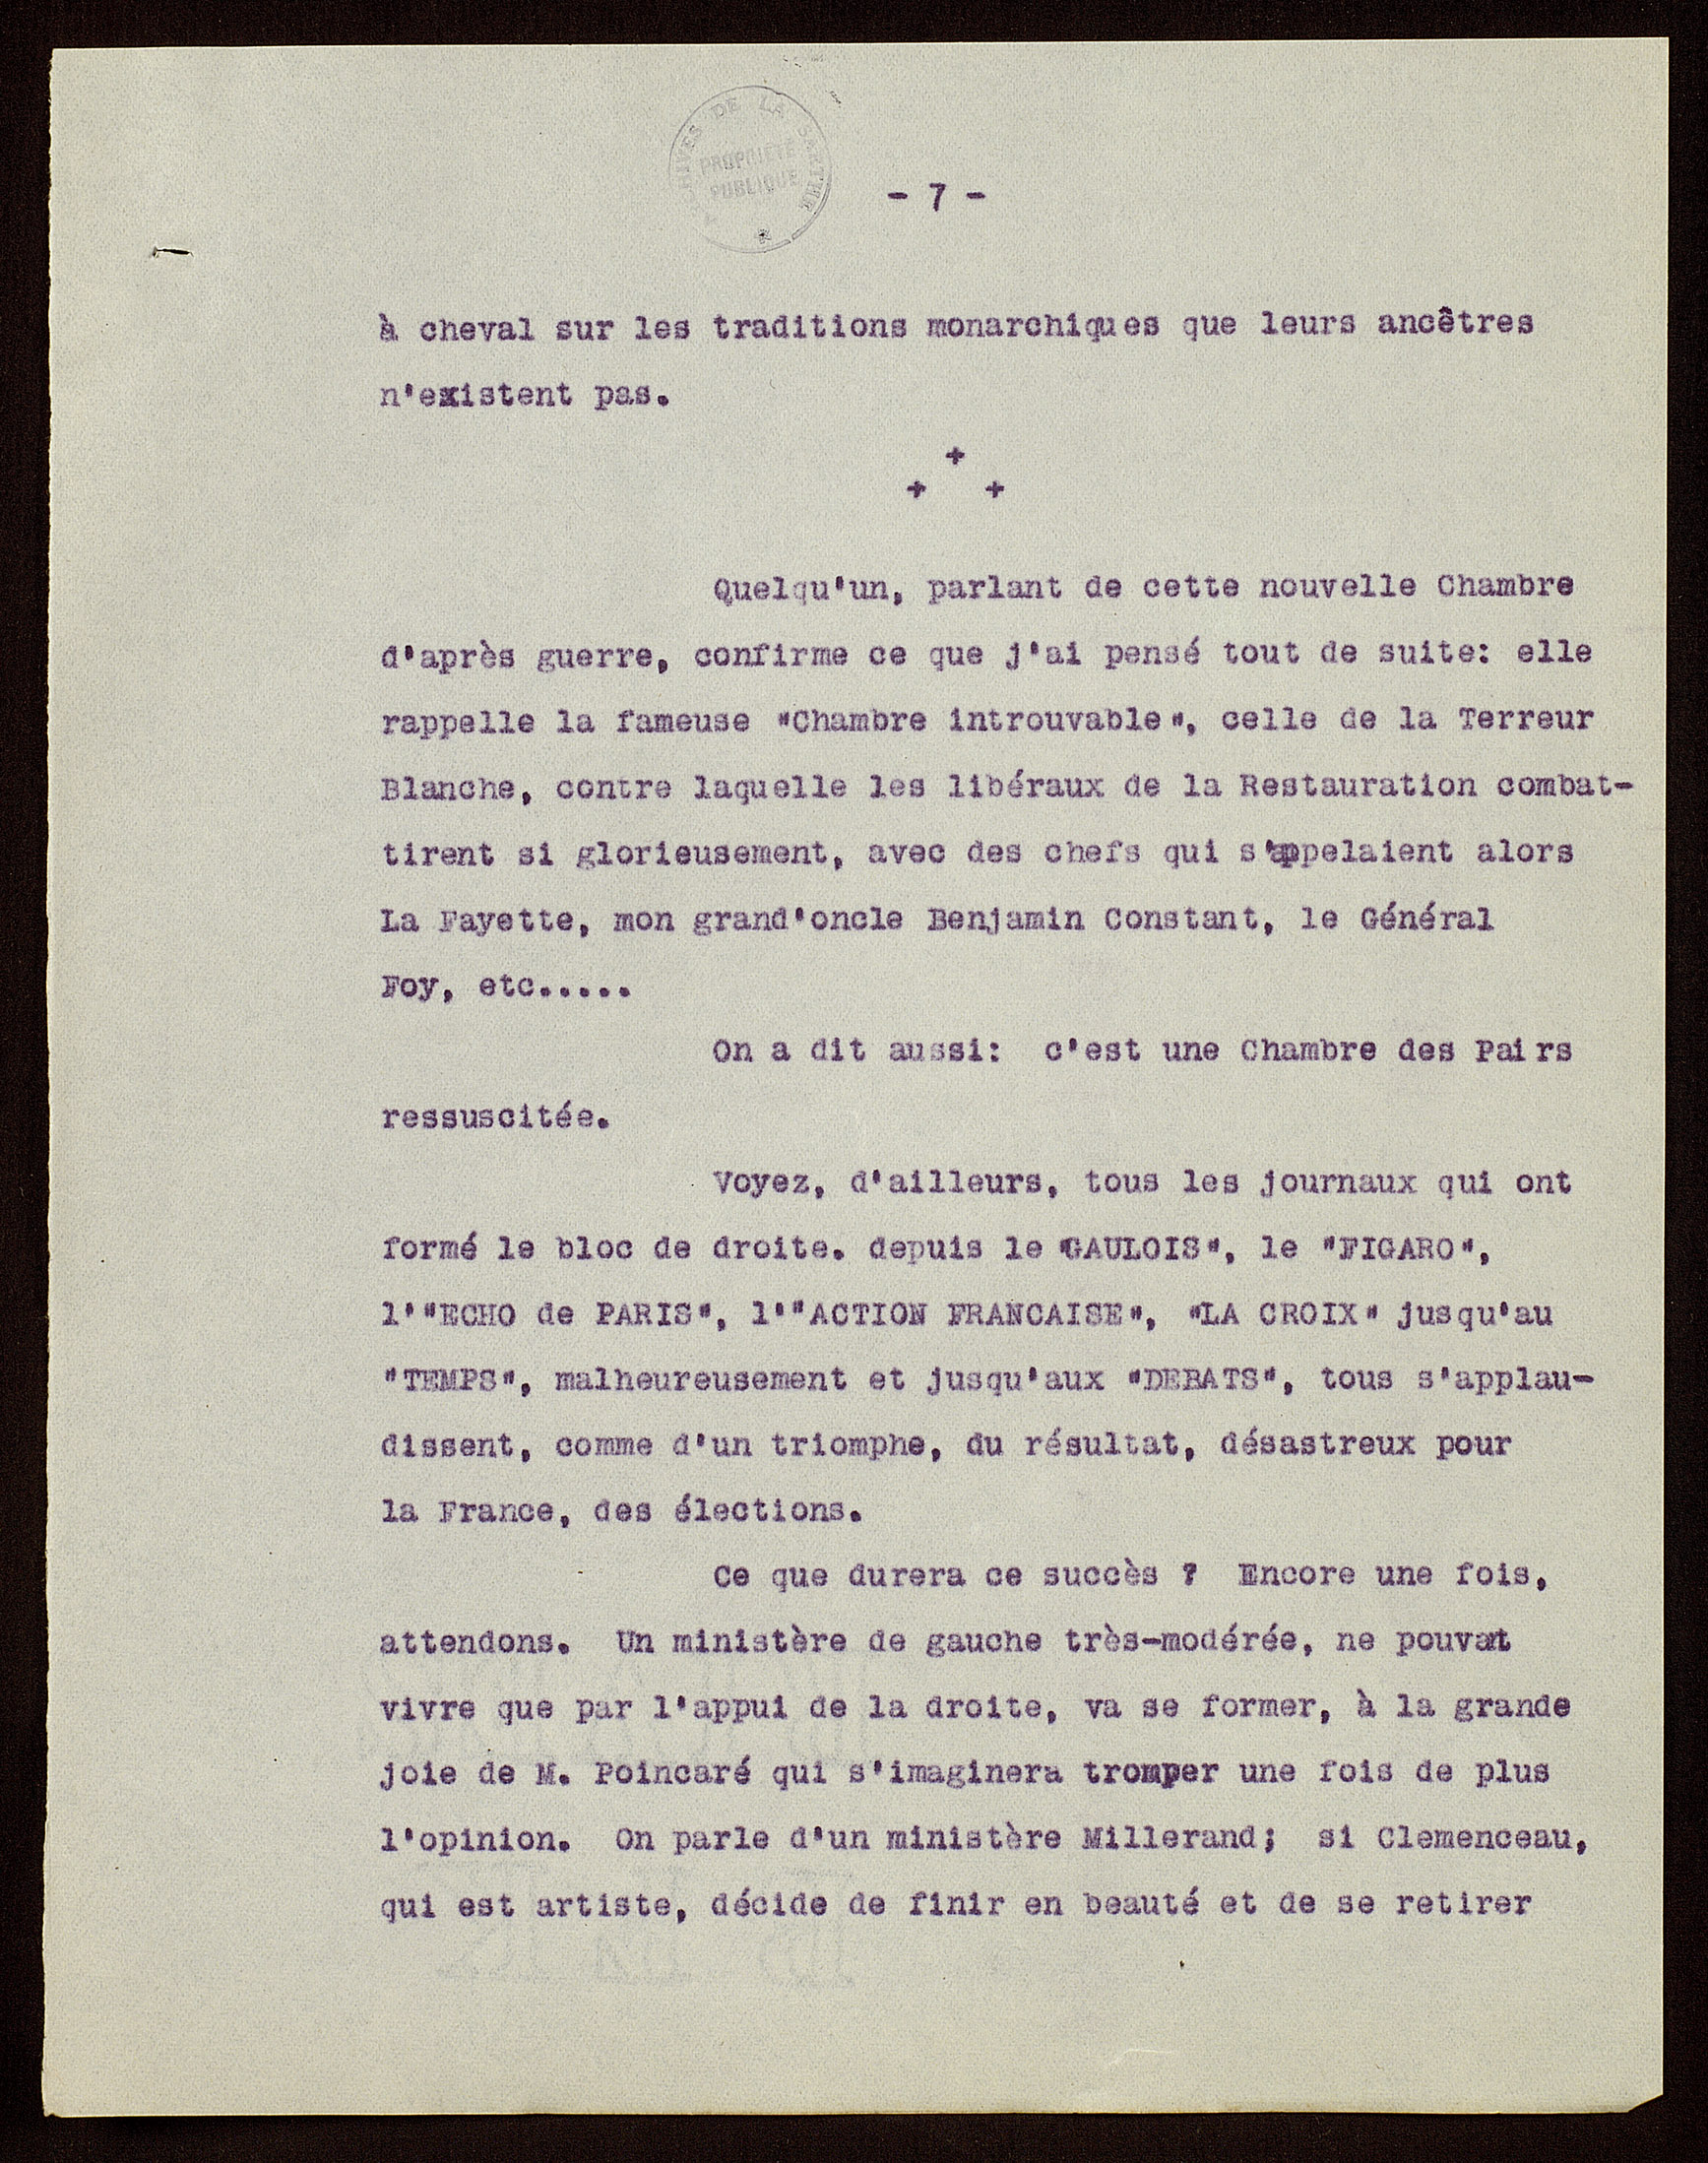 ARCHIVES DE LA SARTHE
PROPRIETE
PUBLIQUE
- 7 -
à cheval sur les traditions monarchiques que leurs ancêtres
n'existent pas.
+
+ +
Quelqu'un, parlant de cette nouvelle Chambre
d'après guerre, confirme ce que j'ai pensé tout de suite: elle
rappelle la fameuse "Chambre introuvable", celle de la Terreur
Blanche, contre laquelle les libéraux de la Restauration combat-
tirent si glorieusement, avec des chefs qui s'appelaient alors
La Fayette, mon grand'oncle Benjamin Constant, le Général
Foy, etc.....
On a dit aussi: c'est une Chambre des Pairs
ressuscitée.
Voyez, d'ailleurs, tous les journaux qui ont
formé le bloc de droite. depuis le "GAULOIS", le "FIGARO",
l'"ECHO de PARIS", l'"ACTION FRANCAISE", "LA CROIX" jusqu'au
"TEMPS", malheureusement et jusqu'aux "DEBATS", tous s'applau-
dissent, comme d'un triomphe, du résultat, désastreux pour
la France, des élections.
Ce que durera ce succès ? Encore une fois,
attendons. Un ministère de gauche très-modérée, ne pouvant
vivre que par l'appui de la droite, va se former, à la grande
joie de M. Poincaré qui s'imaginera tromper une fois de plus
l'opinion. On parle d'un ministère Millerand; si Clemenceau,
qui est artiste, décide de finir en beauté et de se retirer